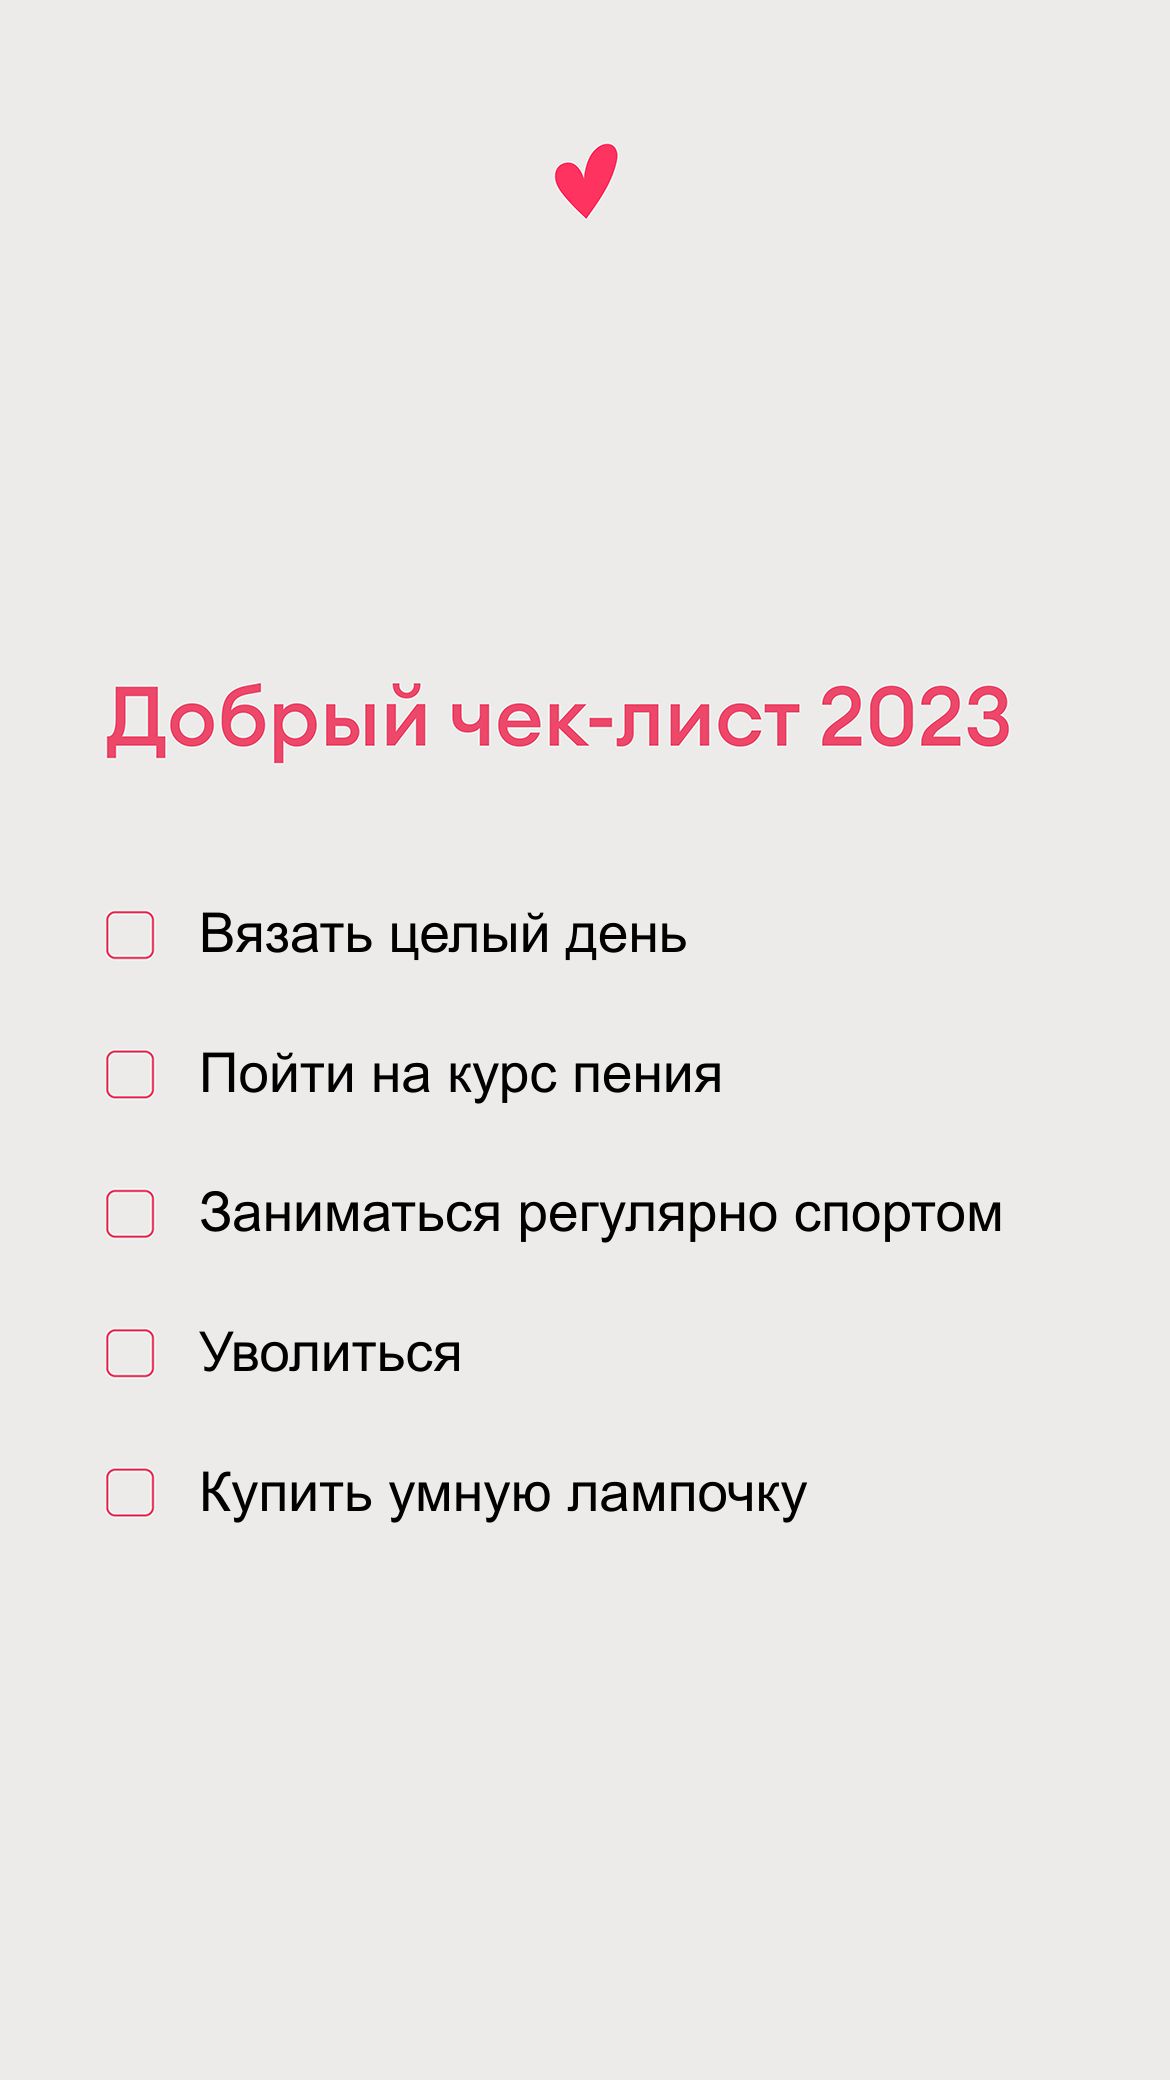 Добрый чек-лист 2023
Вязать целый день
Пойти на курс пения
Заниматься регулярно спортом
Уволиться
Купить умную лампочку